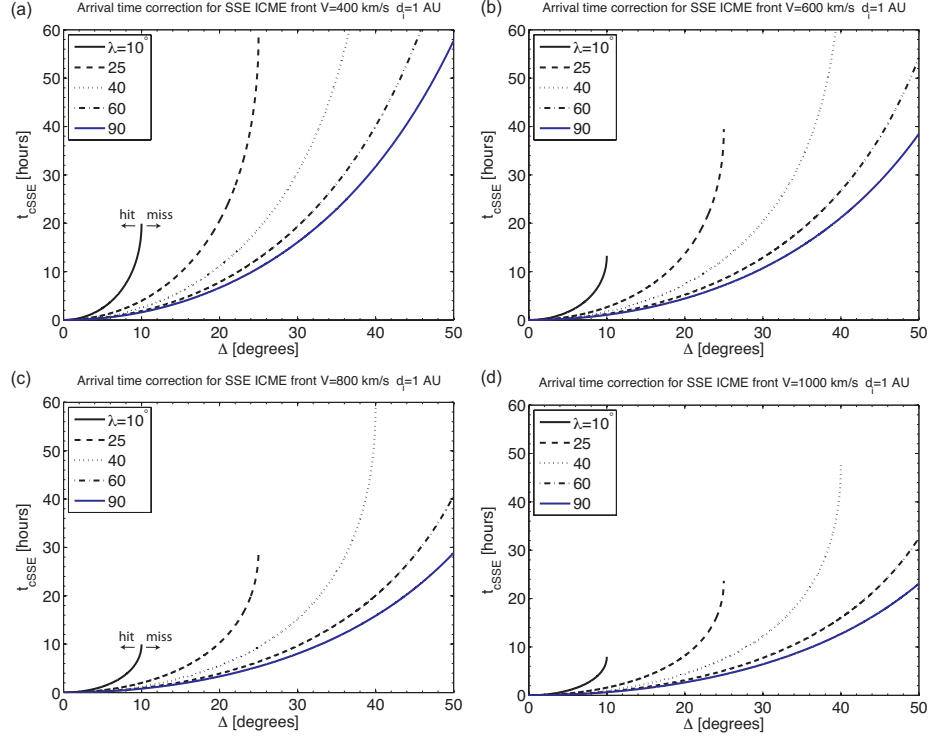 (a)
Arrival time correction for SSE ICME front V=400 km/s d_i=1 AU
60
50
40
30
20
10
0
t_cSSE [hours]
λ=10°
25
40
60
90
hit miss
0 10 20 30 40 50
Δ [degrees]
(b)
Arrival time correction for SSE ICME front V=600 km/s d_i=1 AU
60
50
40
30
20
10
0
t_cSSE [hours]
λ=10°
25
40
60
90
0 10 20 30 40 50
Δ [degrees]
(c)
Arrival time correction for SSE ICME front V=800 km/s d_i=1 AU
60
50
40
30
20
10
0
t_cSSE [hours]
λ=10°
25
40
60
90
hit miss
0 10 20 30 40 50
Δ [degrees]
(d)
Arrival time correction for SSE ICME front V=1000 km/s d_i=1 AU
60
50
40
30
20
10
0
t_cSSE [hours]
λ=10°
25
40
60
90
0 10 20 30 40 50
Δ [degrees]